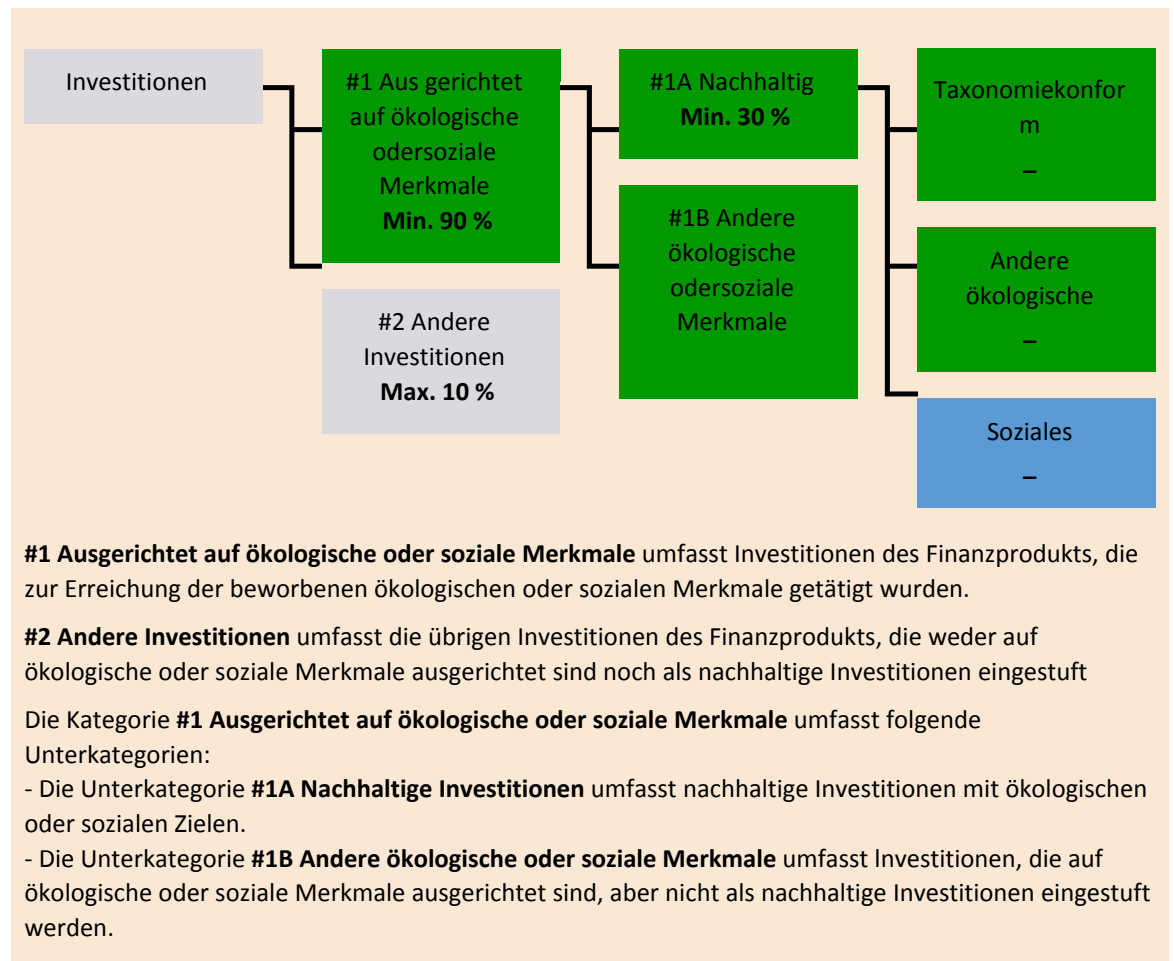 Investitionen
#1 Aus gerichtet
auf ökologische
odersoziale
Merkmale
Min. 90 %
#2 Andere
Investitionen
Max. 10 %
#1A Nachhaltig
Min. 30 %
#1B Andere
ökologische
odersoziale
Merkmale
Taxonomiekonfor
m
–
Andere
ökologische
–
Soziales
–
#1 Ausgerichtet auf ökologische oder soziale Merkmale umfasst Investitionen des Finanzprodukts, die
zur Erreichung der beworbenen ökologischen oder sozialen Merkmale getätigt wurden.
#2 Andere Investitionen umfasst die übrigen Investitionen des Finanzprodukts, die weder auf
ökologische oder soziale Merkmale ausgerichtet sind noch als nachhaltige Investitionen eingestuft
Die Kategorie #1 Ausgerichtet auf ökologische oder soziale Merkmale umfasst folgende
Unterkategorien:
- Die Unterkategorie #1A Nachhaltige Investitionen umfasst nachhaltige Investitionen mit ökologischen
oder sozialen Zielen.
- Die Unterkategorie #1B Andere ökologische oder soziale Merkmale umfasst lnvestitionen, die auf
ökologische oder soziale Merkmale ausgerichtet sind, aber nicht als nachhaltige Investitionen eingestuft
werden.